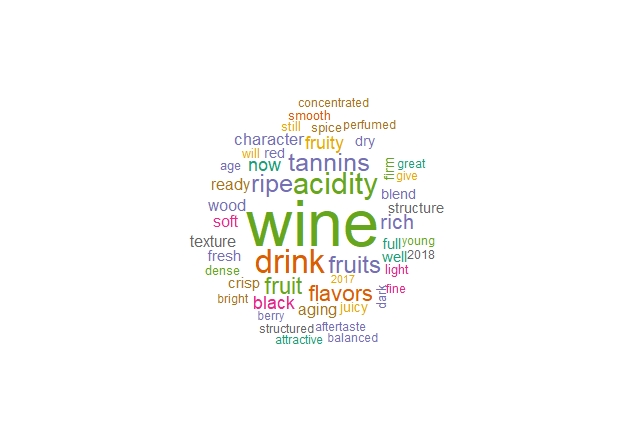 concentrated
smooth
still spice perfumed
character fruity dry
will red
age now tannins firm great
give
ready ripe acidity blend
wood structure
soft wine rich
texture full young
fresh drink fruits well 2018
dense light
crisp fruit 2017
bright black flavors dark fine
aging juicy
berry
structured aftertaste
attractive balanced